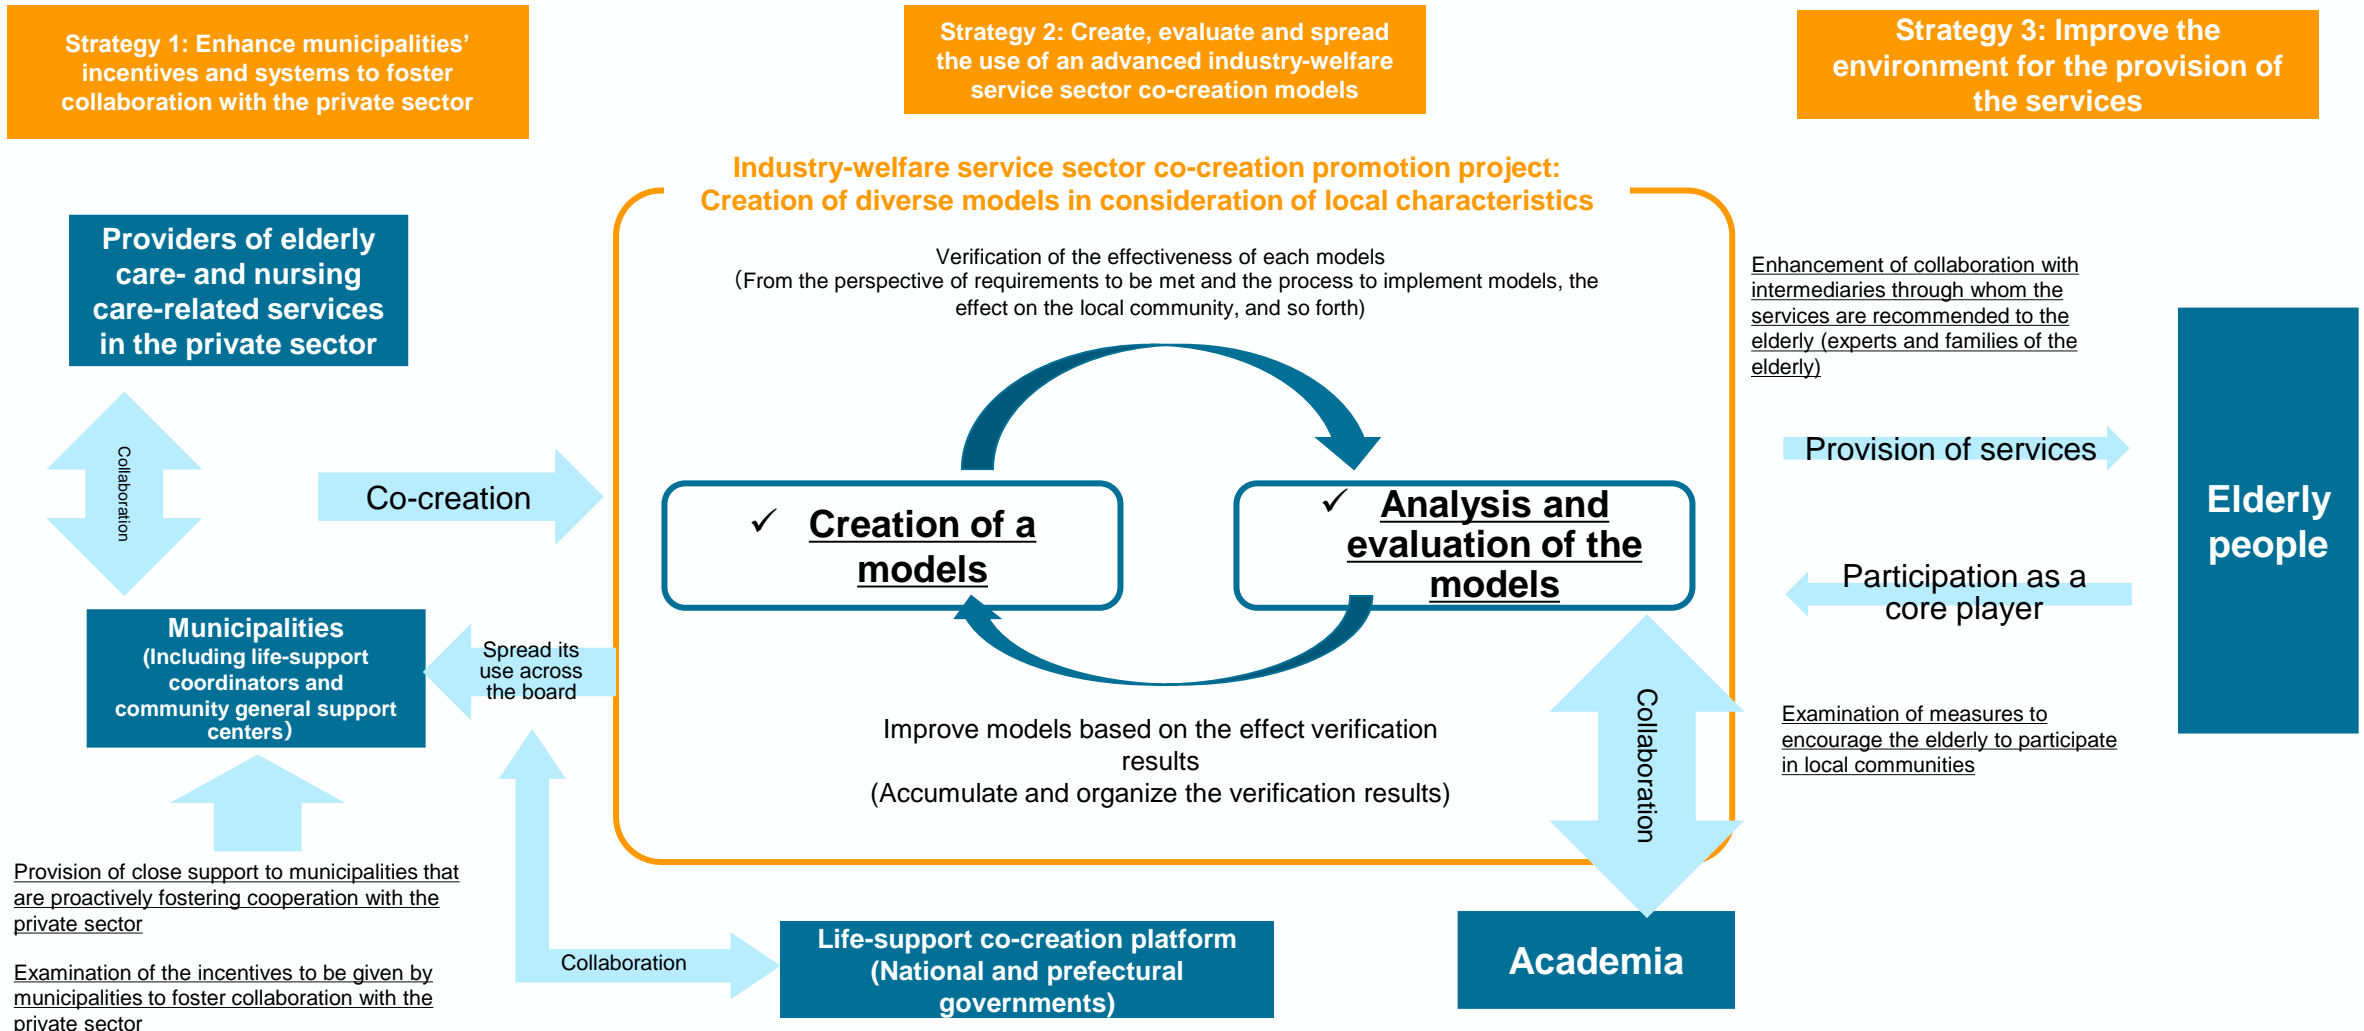 Strategy 1: Enhance municipalities'
incentives and systems to foster
collaboration with the private sector
Strategy 2: Create, evaluate and spread
the use of an advanced industry-welfare
service sector co-creation models
Strategy 3: Improve the
environment for the provision of
the services
Industry-welfare service sector co-creation promotion project:
Creation of diverse models in consideration of local characteristics
Providers of elderly
care- and nursing
care-related services
in the private sector
Verification of the effectiveness of each models
（From the perspective of requirements to be met and the process to implement models, the
effect on the local community, and so forth)
Enhancement of collaboration with
intermediaries through whom the
services are recommended to the
elderly (experts and families of the
elderly)
Collaboration
Co-creation
✓ Creation of a
models
✓ Analysis and
evaluation of the
models
Provision of services
Participation as a
core player
Elderly
people
Municipalities
(Including life-support
coordinators and
community general support
centers）
Spread its
use across
the board
Improve models based on the effect verification
results
(Accumulate and organize the verification results)
Collaboration
Examination of measures to
encourage the elderly to participate
in local communities
Provision of close support to municipalities that
are proactively fostering cooperation with the
private sector
Examination of the incentives to be given by
municipalities to foster collaboration with the
private sector
Collaboration
Life-support co-creation platform
(National and prefectural
governments)
Academia